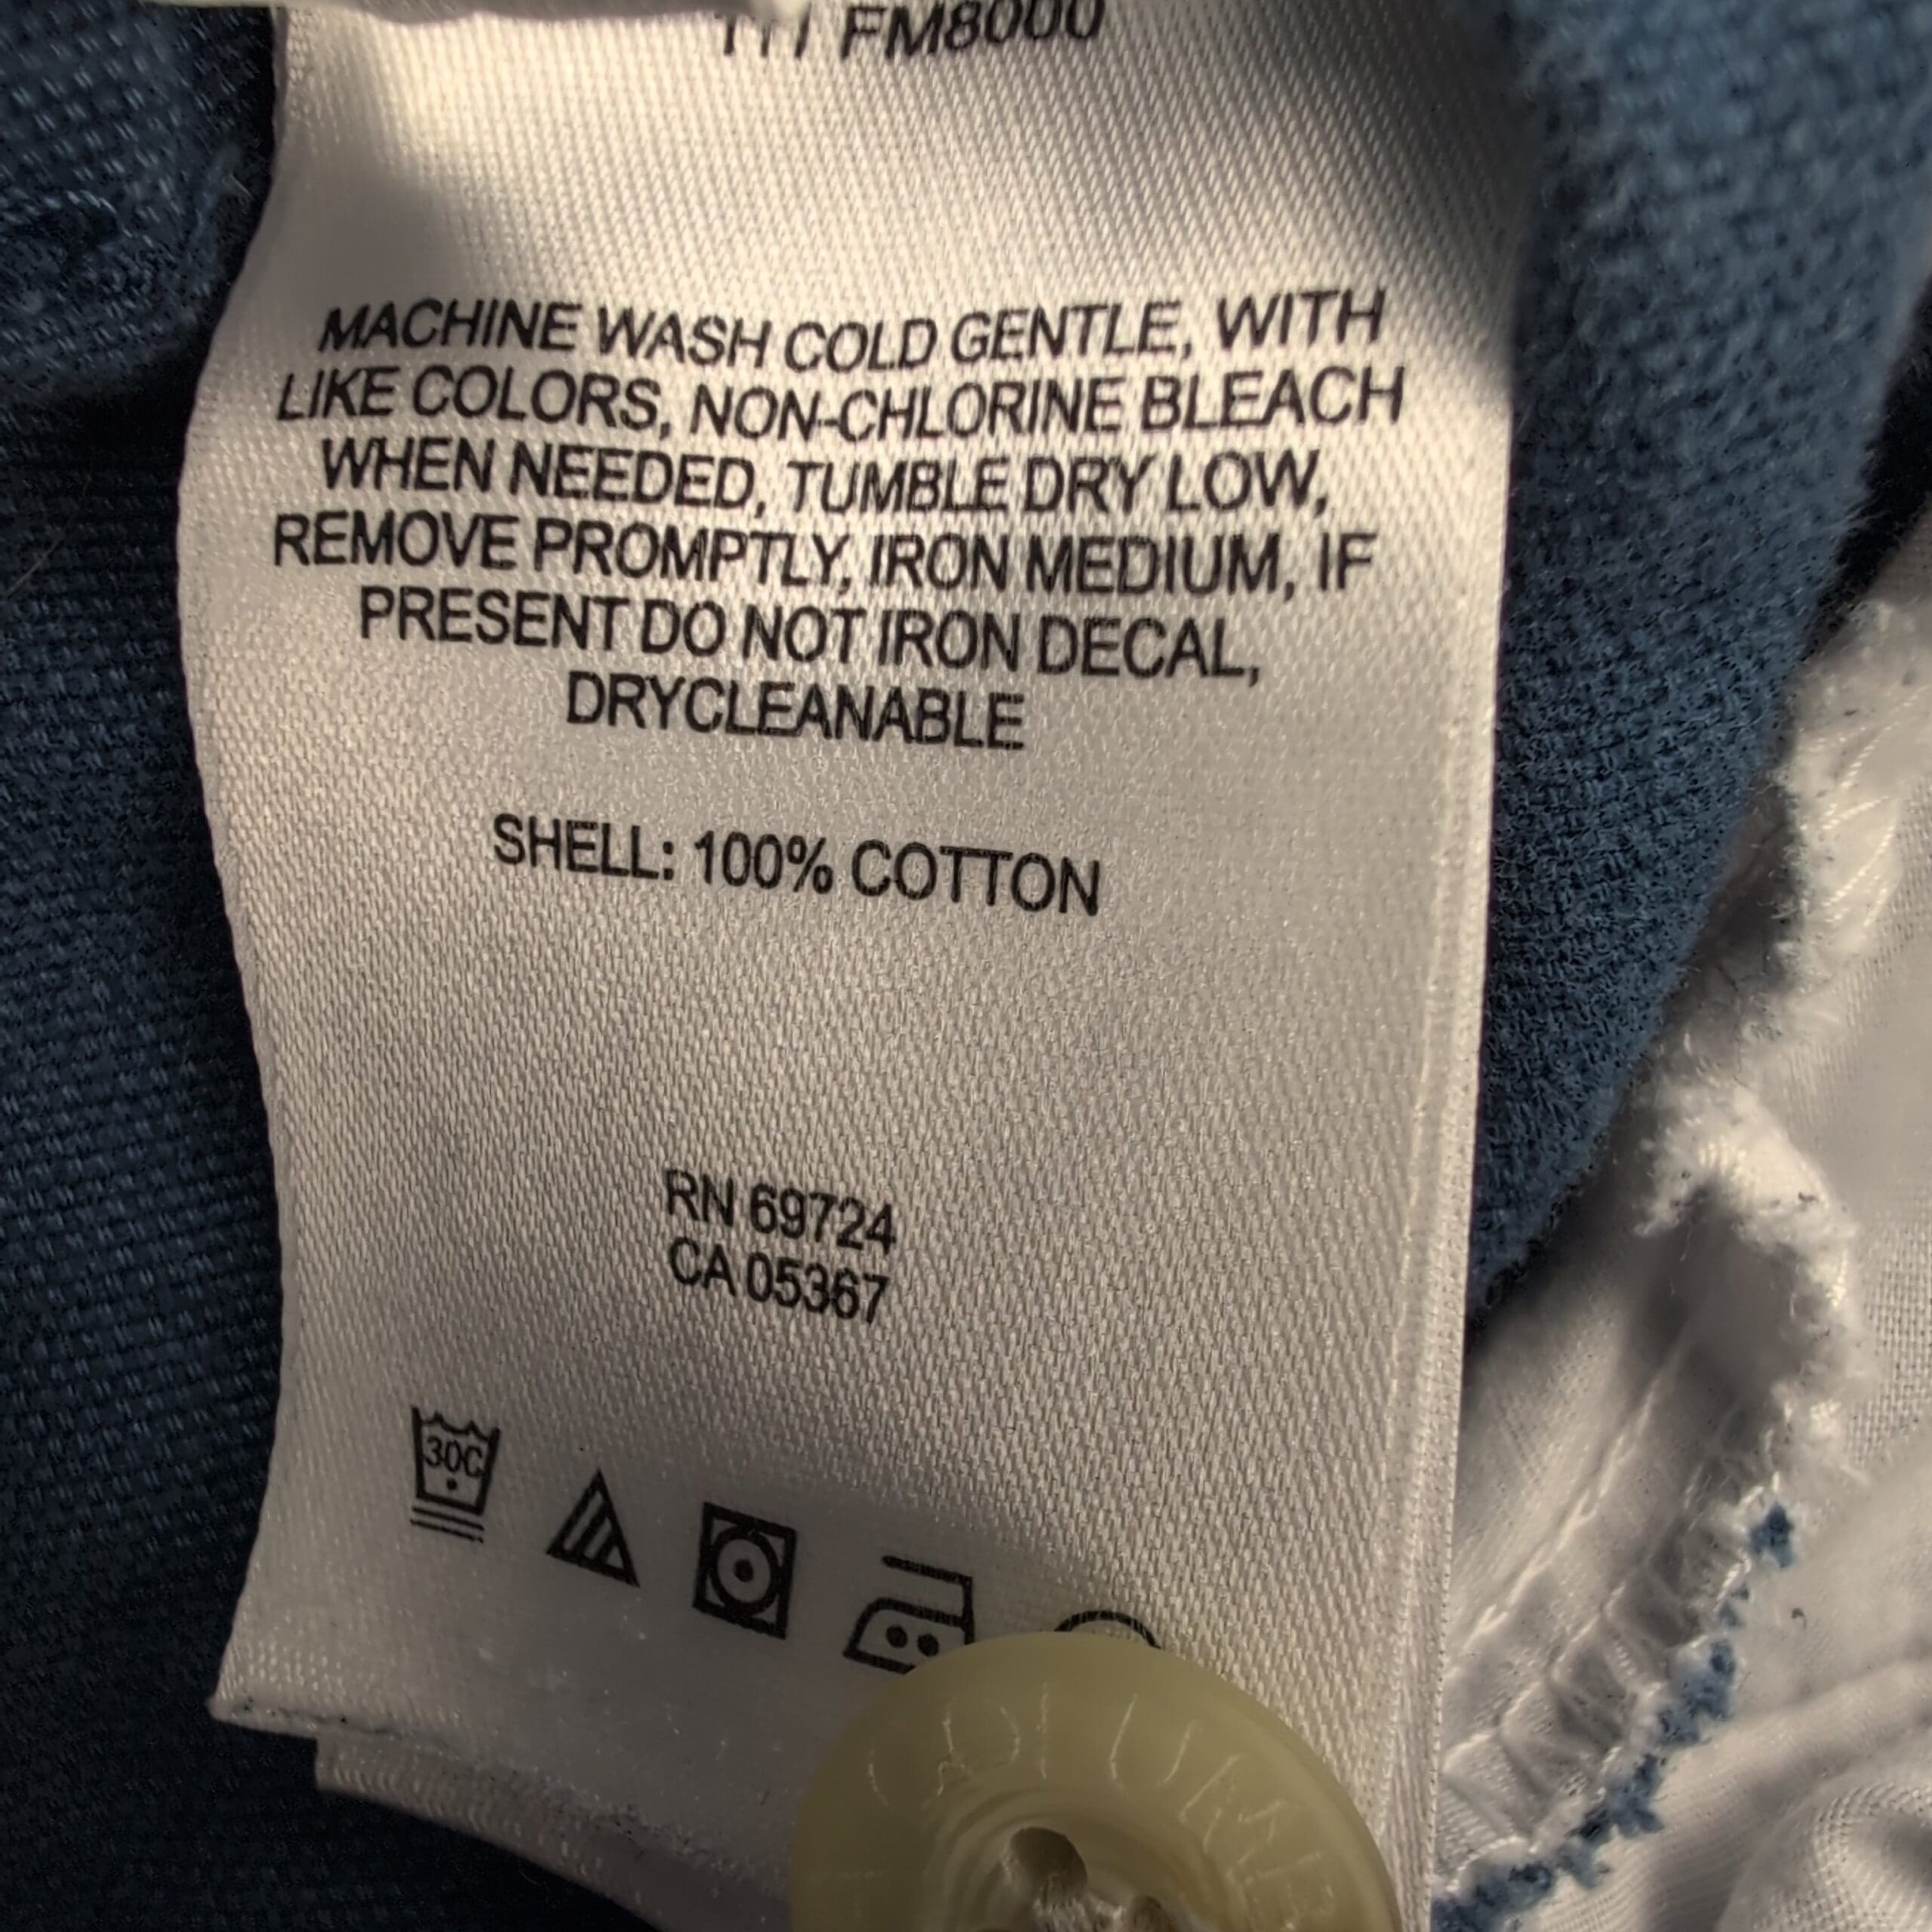 FM8000
MACHINE WASH COLD GENTLE, WITH
LIKE COLORS, NON-CHLORINE BLEACH
WHEN NEEDED, TUMBLE DRY LOW,
REMOVE PROMPTLY, IRON MEDIUM, IF
PRESENT DO NOT IRON DECAL,
DRYCLEANABLE
SHELL: 100% COTTON
RN 69724
CA 05367
30C